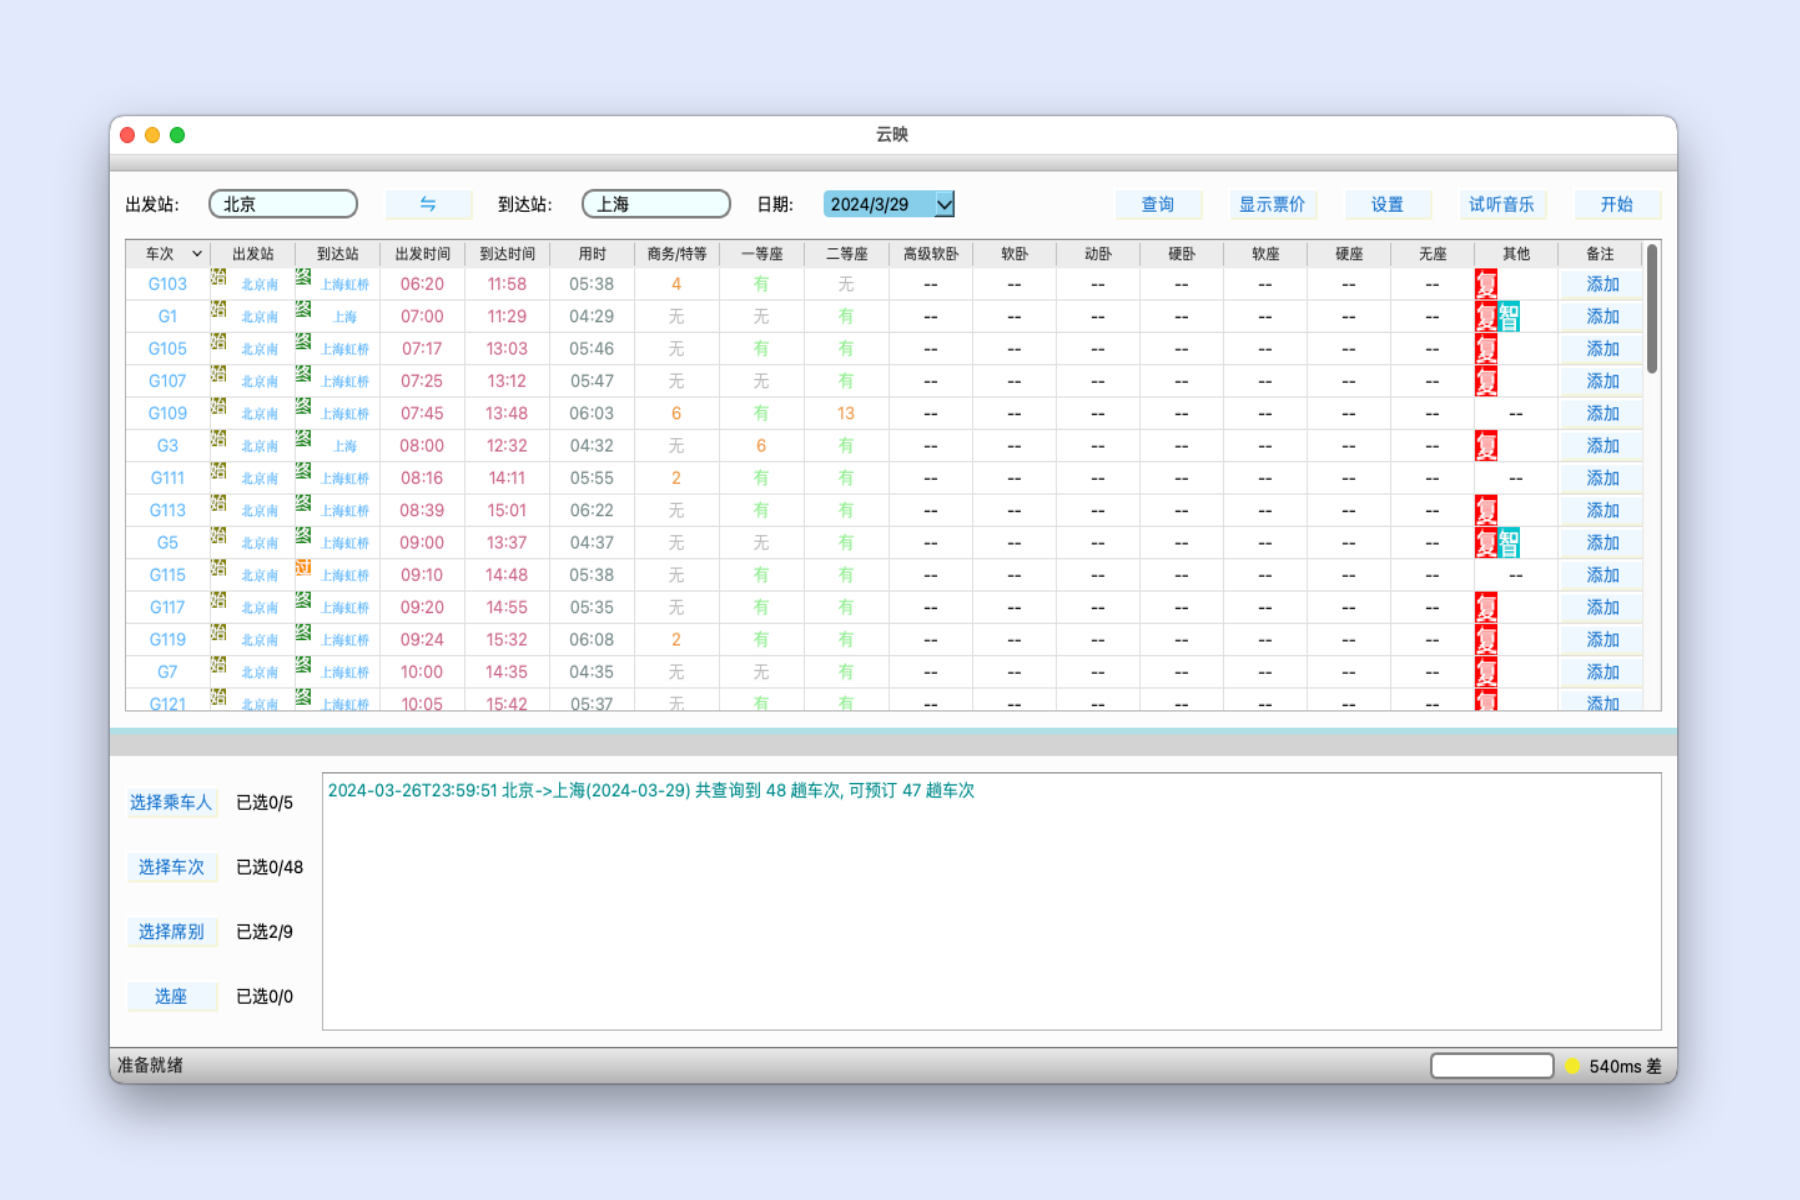 云映
出发站: 北京 ⇋ 到达站: 上海 日期: 2024/3/29 查询 显示票价 设置 试听音乐 开始
车次 出发站 到达站 出发时间 到达时间 用时 商务/特等 一等座 二等座 高级软卧 软卧 动卧 硬卧 软座 硬座 无座 其他 备注
G103 始 北京南 终 上海虹桥 06:20 11:58 05:38 4 有 无 -- -- -- -- -- -- -- 复 添加
G1 始 北京南 终 上海 07:00 11:29 04:29 无 无 有 -- -- -- -- -- -- -- 复 智 添加
G105 始 北京南 终 上海虹桥 07:17 13:03 05:46 无 有 有 -- -- -- -- -- -- -- 复 添加
G107 始 北京南 终 上海虹桥 07:25 13:12 05:47 无 无 有 -- -- -- -- -- -- -- 复 添加
G109 始 北京南 终 上海虹桥 07:45 13:48 06:03 6 有 13 -- -- -- -- -- -- -- -- 添加
G3 始 北京南 终 上海 08:00 12:32 04:32 无 6 有 -- -- -- -- -- -- -- 复 添加
G111 始 北京南 终 上海虹桥 08:16 14:11 05:55 2 有 有 -- -- -- -- -- -- -- -- 添加
G113 始 北京南 终 上海虹桥 08:39 15:01 06:22 无 有 有 -- -- -- -- -- -- -- 复 添加
G5 始 北京南 终 上海虹桥 09:00 13:37 04:37 无 无 有 -- -- -- -- -- -- -- 复 智 添加
G115 始 北京南 过 上海虹桥 09:10 14:48 05:38 无 有 有 -- -- -- -- -- -- -- -- 添加
G117 始 北京南 终 上海虹桥 09:20 14:55 05:35 无 有 有 -- -- -- -- -- -- -- 复 添加
G119 始 北京南 终 上海虹桥 09:24 15:32 06:08 2 有 有 -- -- -- -- -- -- -- 复 添加
G7 始 北京南 终 上海虹桥 10:00 14:35 04:35 无 无 有 -- -- -- -- -- -- -- 复 添加
G121 始 北京南 终 上海虹桥 10:05 15:42 05:37 无 有 有 -- -- -- -- -- -- -- 复 添加
选择乘车人 已选0/5
选择车次 已选0/48
选择席别 已选2/9
选座 已选0/0
2024-03-26T23:59:51 北京->上海(2024-03-29) 共查询到 48 趟车次, 可预订 47 趟车次
准备就绪 540ms 差